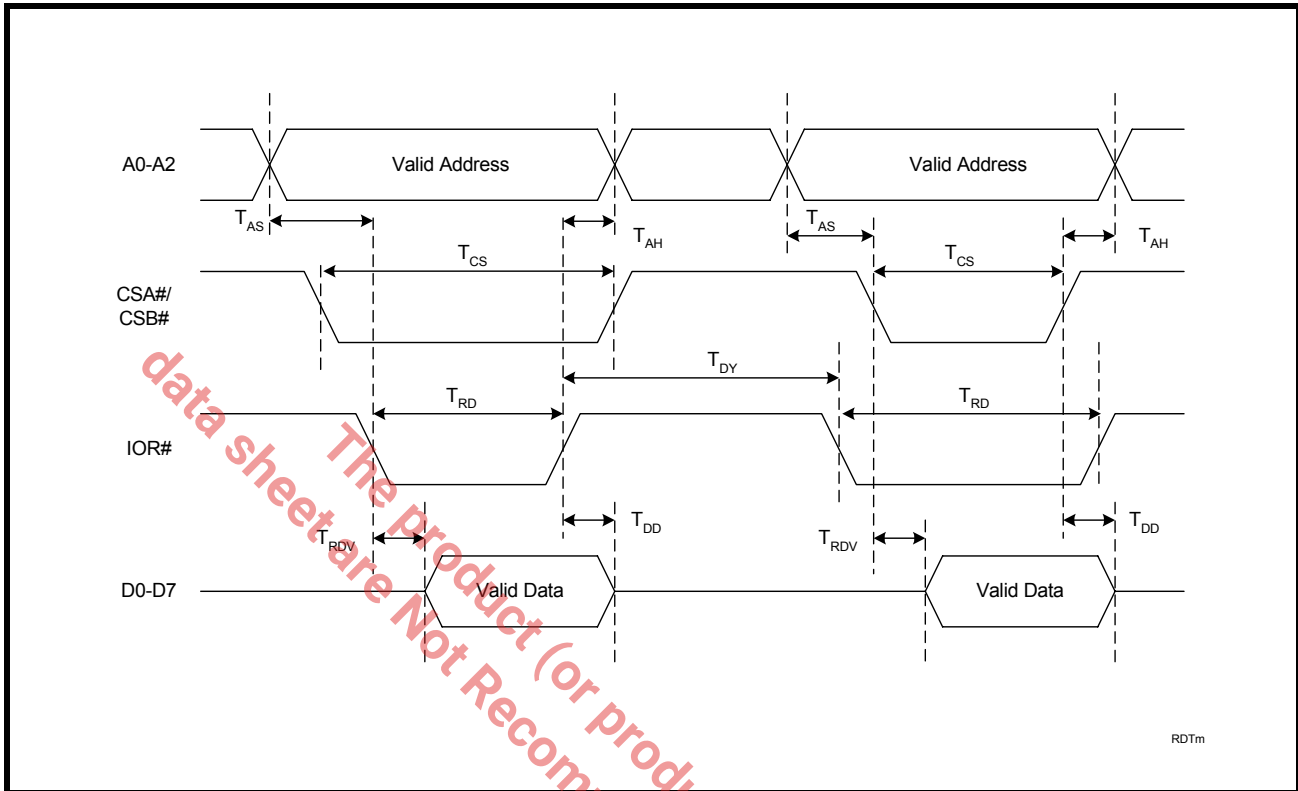 A0-A2
Valid Address
Valid Address
TAS
TAH
TAS
TAH
TCS
TCS
CSA#/
CSB#
TDY
TRD
TRD
IOR#
TRDV
TDD
TRDV
TDD
D0-D7
Valid Data
Valid Data
RDTm
The product (or produ
data sheet are Not Recom